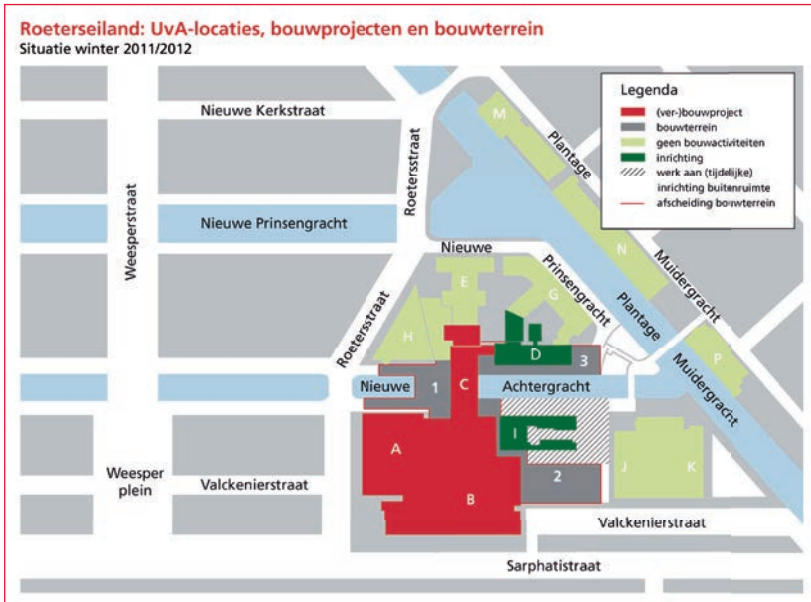 Roeterseiland: UvA-locaties, bouwprojecten en bouwterrein
Situatie winter 2011/2012
Legenda
(ver-)bouwproject
bouwterrein
geen bouwactiviteiten
inrichting
werk aan (tijdelijke)
inrichting buitenruimte
afscheiding bouwterrein
Nieuwe Kerkstraat
Weesperstraat
Roetersstraat
M
Plantage
Nieuwe Prinsengracht
Nieuwe
Prinsengracht
N
Muidergracht
Plantage
E
G
Roetersstraat
H
D
3
P
Nieuwe
1
C
Achtergracht
Muidergracht
A
I
J
K
Weesper
plein
Valckenierstraat
B
2
Valckenierstraat
Sarphatistraat